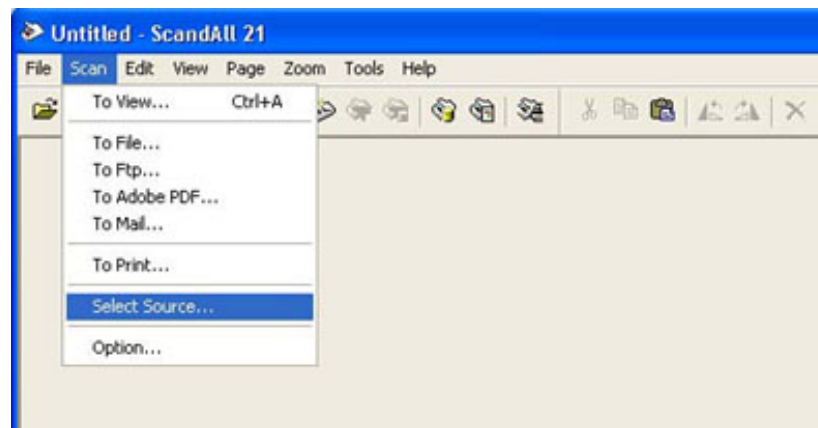 Untitled - ScandAll 21
File Scan Edit View Page Zoom Tools Help
To View... Ctrl+A
To File...
To Ftp...
To Adobe PDF...
To Mail...
To Print...
Select Source...
Option...